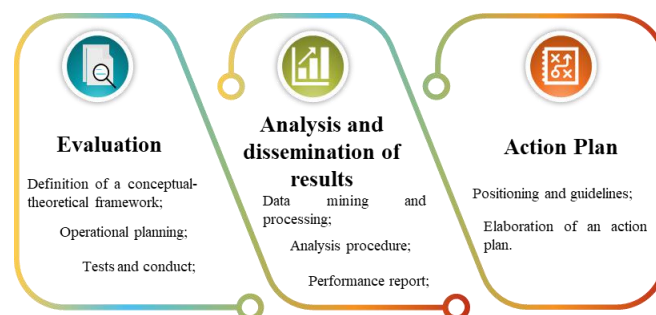 Evaluation
Definition of a conceptual-
theoretical framework;
Operational planning;
Tests and conduct;
Analysis and
dissemination of
results
Data mining and
processing;
Analysis procedure;
Performance report;
Action Plan
Positioning and guidelines;
Elaboration of an action
plan.